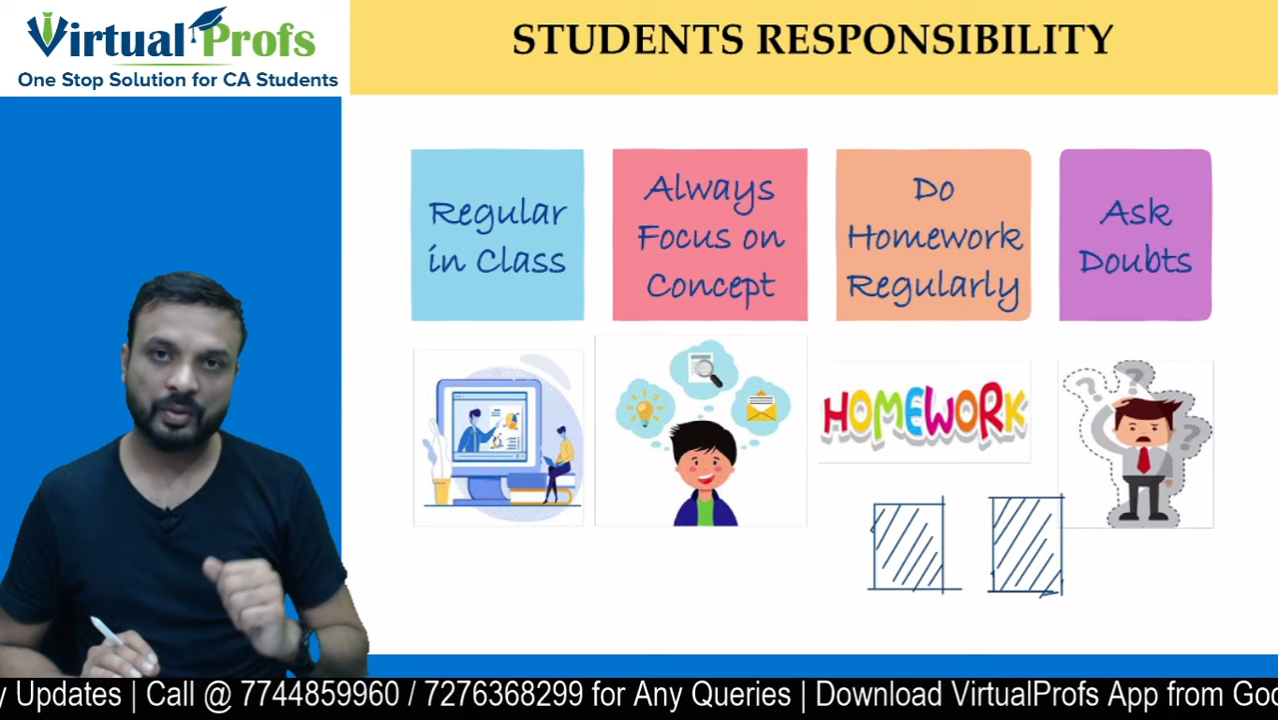 Virtual Profs
One Stop Solution for CA Students
STUDENTS RESPONSIBILITY
Regular
in Class
Always
Focus on
Concept
Do
Homework
Regularly
Ask
Doubts
HOMEWORK
y Updates | Call @ 7744859960 / 7276368299 for Any Queries | Download VirtualProfs App from Goo